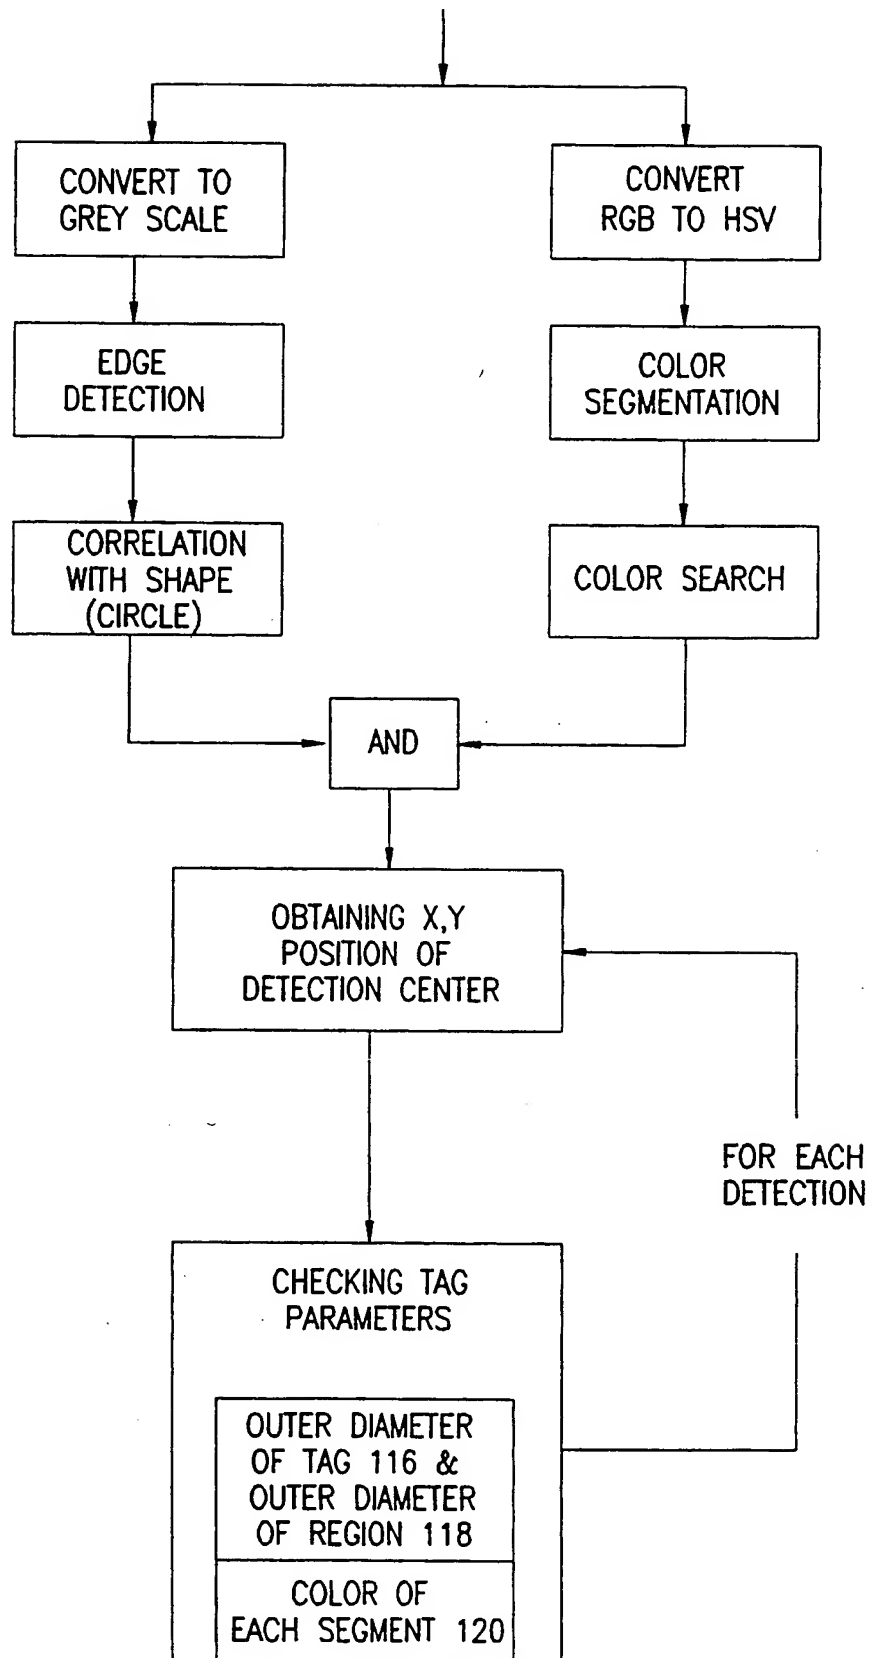 CONVERT TO
GREY SCALE
CONVERT
RGB TO HSV
EDGE
DETECTION
COLOR
SEGMENTATION
CORRELATION
WITH SHAPE
(CIRCLE)
COLOR SEARCH
AND
OBTAINING X,Y
POSITION OF
DETECTION CENTER
FOR EACH
DETECTION
CHECKING TAG
PARAMETERS
OUTER DIAMETER
OF TAG 116 &
OUTER DIAMETER
OF REGION 118
COLOR OF
EACH SEGMENT 120